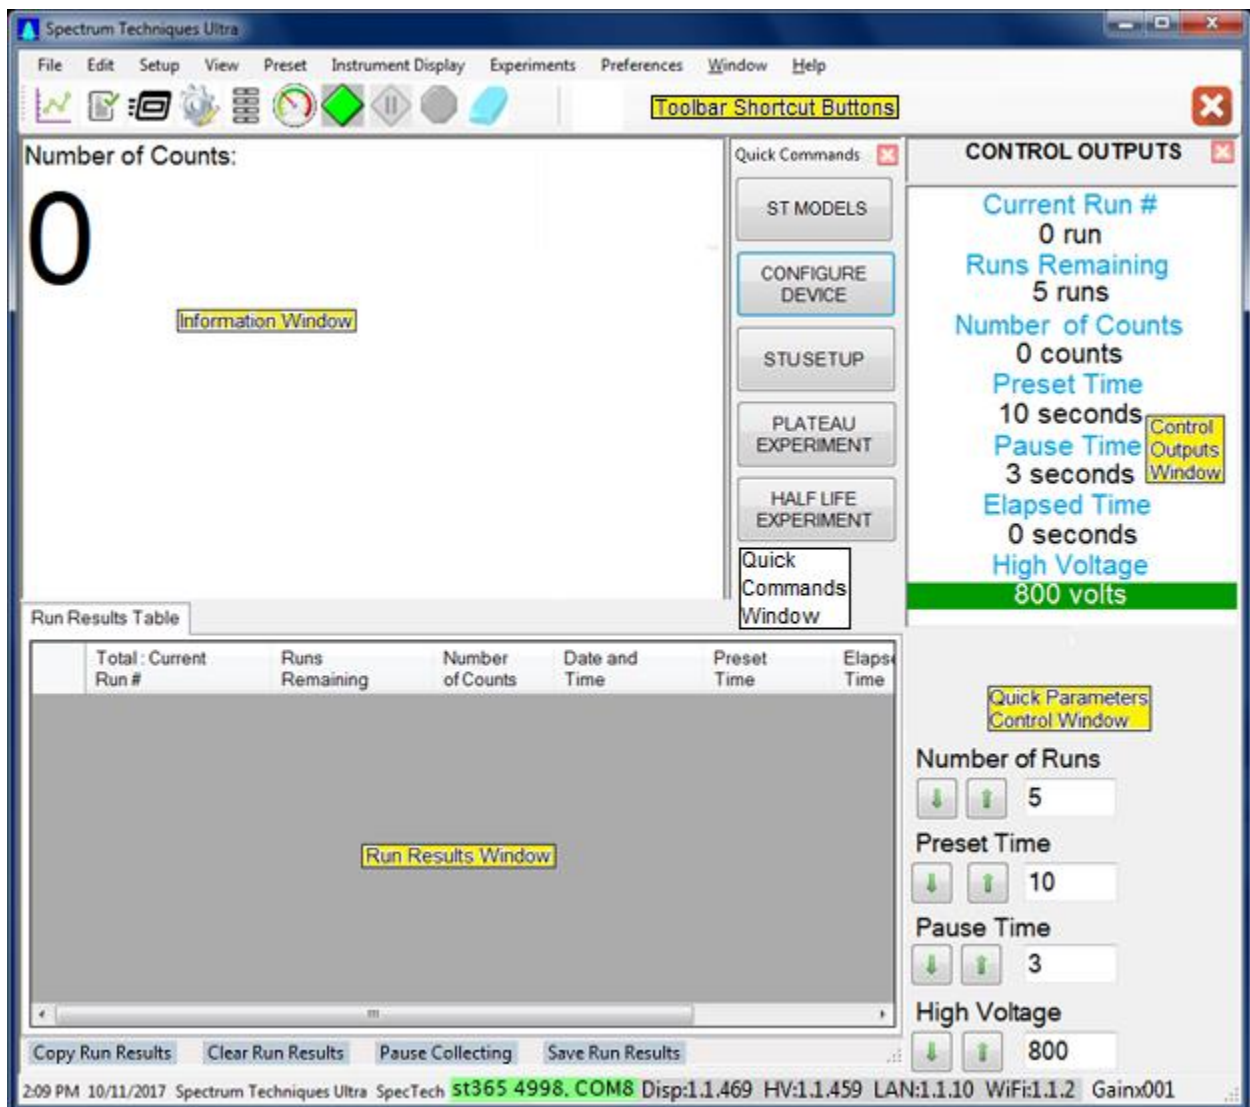 Spectrum Techniques Ultra
File Edit Setup View Preset Instrument Display Experiments Preferences Window Help
Toolbar Shortcut Buttons
Number of Counts:
0
Information Window
Quick Commands
ST MODELS
CONFIGURE
DEVICE
STU SETUP
PLATEAU
EXPERIMENT
HALF LIFE
EXPERIMENT
Quick
Commands
Window
CONTROL OUTPUTS
Current Run #
0 run
Runs Remaining
5 runs
Number of Counts
0 counts
Preset Time
10 seconds
Pause Time
3 seconds
Elapsed Time
0 seconds
High Voltage
800 volts
Control
Outputs
Window
Run Results Table
Total : Current
Run #
Runs
Remaining
Number
of Counts
Date and
Time
Preset
Time
Elapse
Time
Run Results Window
Quick Parameters
Control Window
Number of Runs
5
Preset Time
10
Pause Time
3
High Voltage
800
Copy Run Results Clear Run Results Pause Collecting Save Run Results
2:09 PM 10/11/2017 Spectrum Techniques Ultra SpecTech st365 4998, COM8 Disp:1.1.469 HV:1.1.459 LAN:1.1.10 WiFi:1.1.2 Gainx001